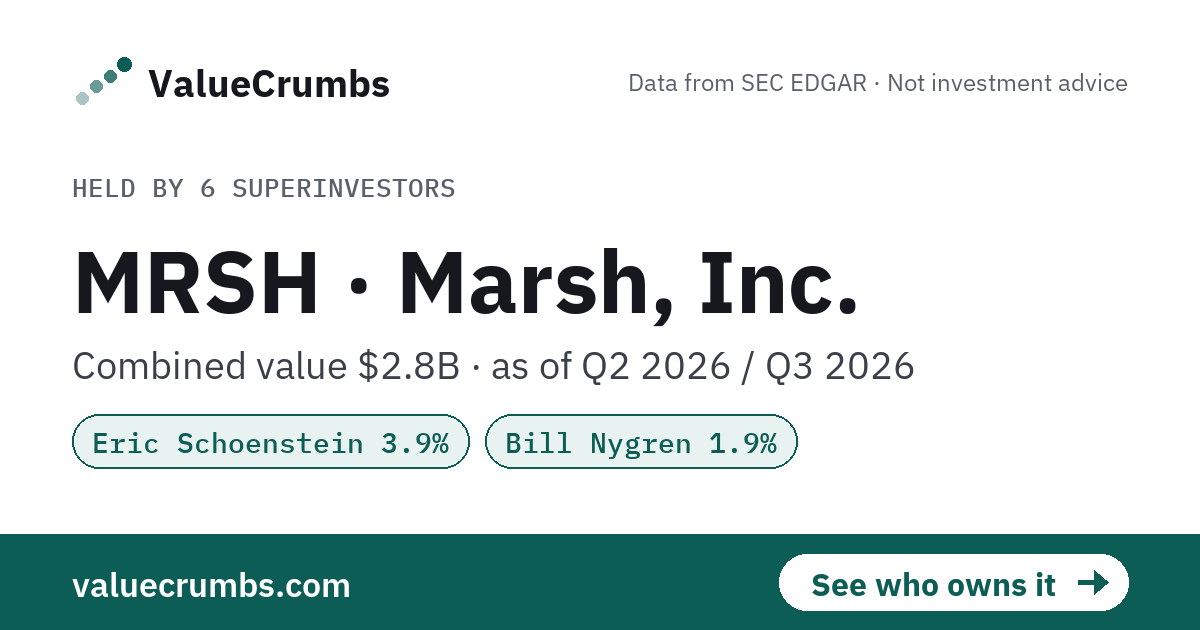 ValueCrumbs
Data from SEC EDGAR · Not investment advice
HELD BY 6 SUPERINVESTORS
MRSH · Marsh, Inc.
Combined value $2.8B · as of Q2 2026 / Q3 2026
Eric Schoenstein 3.9%
Bill Nygren 1.9%
valuecrumbs.com
See who owns it →